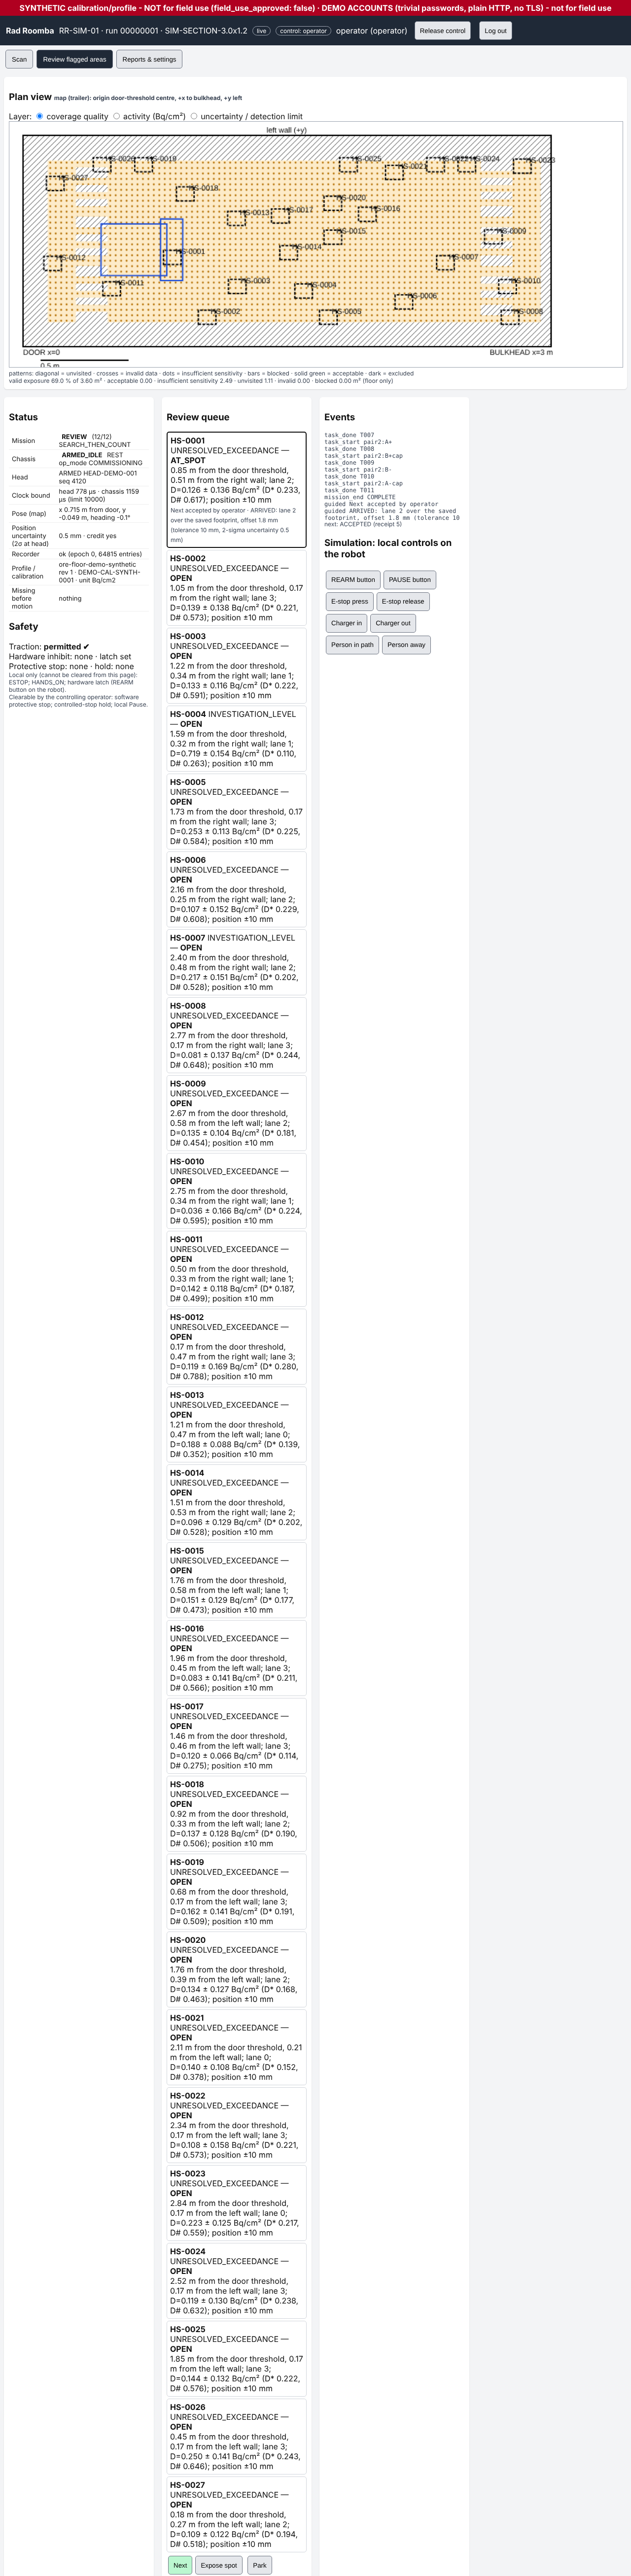 SYNTHETIC calibration/profile - NOT for field use (field_use_approved: false) · DEMO ACCOUNTS (trivial passwords, plain HTTP, no TLS) - not for field use
Rad Roomba RR-SIM-01 · run 00000001 · SIM-SECTION-3.0x1.2 live control: operator operator (operator) Release control Log out
Scan Review flagged areas Reports & settings
Plan view map (trailer): origin door-threshold centre, +x to bulkhead, +y left
Layer: coverage quality activity (Bq/cm²) uncertainty / detection limit
left wall (+y)
HS-0019
HS-0025
HS-0024
HS-0027
HS-0018
HS-0020
HS-0013
HS-0017
HS-0016
HS-0015
HS-0009
HS-0014
HS-0001
HS-0012
HS-0007
HS-0011
HS-0003
HS-0004
HS-0010
HS-0006
HS-0002
HS-0005
HS-0008
DOOR x=0
BULKHEAD x=3 m
0.5 m
patterns: diagonal = unvisited · crosses = invalid data · dots = insufficient sensitivity · bars = blocked · solid green = acceptable · dark = excluded
valid exposure 69.0 % of 3.60 m² · acceptable 0.00 · insufficient sensitivity 2.49 · unvisited 1.11 · invalid 0.00 · blocked 0.00 m² (floor only)
Status
Mission REVIEW (12/12)
SEARCH_THEN_COUNT
Chassis ARMED_IDLE REST
op_mode COMMISSIONING
Head ARMED HEAD-DEMO-001
seq 4120
Clock bound head 778 µs · chassis 1159
µs (limit 10000)
Pose (map) x 0.715 m from door, y
-0.049 m, heading -0.1°
Position
uncertainty
(2σ at head) 0.5 mm · credit yes
Recorder ok (epoch 0, 64815 entries)
Profile /
calibration ore-floor-demo-synthetic
rev 1 · DEMO-CAL-SYNTH-
0001 · unit Bq/cm2
Missing
before
motion nothing
Safety
Traction: permitted ✔
Hardware inhibit: none · latch set
Protective stop: none · hold: none
Local only (cannot be cleared from this page):
ESTOP; HANDS_ON; hardware latch (REARM
button on the robot).
Clearable by the controlling operator: software
protective stop; controlled-stop hold; local Pause.
Review queue
HS-0001
UNRESOLVED_EXCEEDANCE —
AT_SPOT
0.85 m from the door threshold,
0.51 m from the right wall; lane 2;
D=0.126 ± 0.136 Bq/cm² (D* 0.233,
D# 0.617); position ±10 mm
Next accepted by operator · ARRIVED: lane 2
over the saved footprint, offset 1.8 mm
(tolerance 10 mm, 2-sigma uncertainty 0.5
mm)
HS-0002
UNRESOLVED_EXCEEDANCE —
OPEN
1.05 m from the door threshold, 0.17
m from the right wall; lane 3;
D=0.139 ± 0.138 Bq/cm² (D* 0.221,
D# 0.573); position ±10 mm
HS-0003
UNRESOLVED_EXCEEDANCE —
OPEN
1.22 m from the door threshold,
0.34 m from the right wall; lane 1;
D=0.133 ± 0.116 Bq/cm² (D* 0.222,
D# 0.591); position ±10 mm
HS-0004 INVESTIGATION_LEVEL
— OPEN
1.59 m from the door threshold,
0.32 m from the right wall; lane 1;
D=0.719 ± 0.154 Bq/cm² (D* 0.110,
D# 0.263); position ±10 mm
HS-0005
UNRESOLVED_EXCEEDANCE —
OPEN
1.73 m from the door threshold, 0.17
m from the right wall; lane 3;
D=0.253 ± 0.113 Bq/cm² (D* 0.225,
D# 0.584); position ±10 mm
HS-0006
UNRESOLVED_EXCEEDANCE —
OPEN
2.16 m from the door threshold,
0.25 m from the right wall; lane 2;
D=0.107 ± 0.152 Bq/cm² (D* 0.229,
D# 0.608); position ±10 mm
HS-0007 INVESTIGATION_LEVEL
— OPEN
2.40 m from the door threshold,
0.48 m from the right wall; lane 2;
D=0.217 ± 0.151 Bq/cm² (D* 0.202,
D# 0.528); position ±10 mm
HS-0008
UNRESOLVED_EXCEEDANCE —
OPEN
2.77 m from the door threshold,
0.17 m from the right wall; lane 3;
D=0.081 ± 0.137 Bq/cm² (D* 0.244,
D# 0.648); position ±10 mm
HS-0009
UNRESOLVED_EXCEEDANCE —
OPEN
2.67 m from the door threshold,
0.58 m from the left wall; lane 2;
D=0.135 ± 0.104 Bq/cm² (D* 0.181,
D# 0.454); position ±10 mm
HS-0010
UNRESOLVED_EXCEEDANCE —
OPEN
2.75 m from the door threshold,
0.34 m from the right wall; lane 1;
D=0.036 ± 0.166 Bq/cm² (D* 0.224,
D# 0.595); position ±10 mm
HS-0011
UNRESOLVED_EXCEEDANCE —
OPEN
0.50 m from the door threshold,
0.33 m from the right wall; lane 1;
D=0.142 ± 0.118 Bq/cm² (D* 0.187,
D# 0.499); position ±10 mm
HS-0012
UNRESOLVED_EXCEEDANCE —
OPEN
0.17 m from the door threshold,
0.47 m from the right wall; lane 3;
D=0.119 ± 0.169 Bq/cm² (D* 0.280,
D# 0.788); position ±10 mm
HS-0013
UNRESOLVED_EXCEEDANCE —
OPEN
1.21 m from the door threshold,
0.47 m from the left wall; lane 0;
D=0.188 ± 0.088 Bq/cm² (D* 0.139,
D# 0.352); position ±10 mm
HS-0014
UNRESOLVED_EXCEEDANCE —
OPEN
1.51 m from the door threshold,
0.53 m from the right wall; lane 2;
D=0.096 ± 0.129 Bq/cm² (D* 0.202,
D# 0.528); position ±10 mm
HS-0015
UNRESOLVED_EXCEEDANCE —
OPEN
1.76 m from the door threshold,
0.58 m from the left wall; lane 1;
D=0.151 ± 0.129 Bq/cm² (D* 0.177,
D# 0.473); position ±10 mm
HS-0016
UNRESOLVED_EXCEEDANCE —
OPEN
1.96 m from the door threshold,
0.45 m from the left wall; lane 3;
D=0.083 ± 0.141 Bq/cm² (D* 0.211,
D# 0.566); position ±10 mm
HS-0017
UNRESOLVED_EXCEEDANCE —
OPEN
1.46 m from the door threshold,
0.46 m from the left wall; lane 3;
D=0.120 ± 0.066 Bq/cm² (D* 0.114,
D# 0.275); position ±10 mm
HS-0018
UNRESOLVED_EXCEEDANCE —
OPEN
0.92 m from the door threshold,
0.33 m from the left wall; lane 2;
D=0.137 ± 0.128 Bq/cm² (D* 0.190,
D# 0.506); position ±10 mm
HS-0019
UNRESOLVED_EXCEEDANCE —
OPEN
0.68 m from the door threshold,
0.17 m from the left wall; lane 3;
D=0.162 ± 0.141 Bq/cm² (D* 0.191,
D# 0.509); position ±10 mm
HS-0020
UNRESOLVED_EXCEEDANCE —
OPEN
1.76 m from the door threshold,
0.39 m from the left wall; lane 2;
D=0.134 ± 0.127 Bq/cm² (D* 0.168,
D# 0.463); position ±10 mm
HS-0021
UNRESOLVED_EXCEEDANCE —
OPEN
2.11 m from the door threshold, 0.21
m from the left wall; lane 0;
D=0.140 ± 0.108 Bq/cm² (D* 0.152,
D# 0.378); position ±10 mm
HS-0022
UNRESOLVED_EXCEEDANCE —
OPEN
2.34 m from the door threshold,
0.17 m from the left wall; lane 3;
D=0.108 ± 0.158 Bq/cm² (D* 0.221,
D# 0.573); position ±10 mm
HS-0023
UNRESOLVED_EXCEEDANCE —
OPEN
2.84 m from the door threshold,
0.17 m from the left wall; lane 0;
D=0.223 ± 0.125 Bq/cm² (D* 0.217,
D# 0.559); position ±10 mm
HS-0024
UNRESOLVED_EXCEEDANCE —
OPEN
2.52 m from the door threshold,
0.17 m from the left wall; lane 3;
D=0.119 ± 0.130 Bq/cm² (D* 0.238,
D# 0.632); position ±10 mm
HS-0025
UNRESOLVED_EXCEEDANCE —
OPEN
1.85 m from the door threshold, 0.17
m from the left wall; lane 3;
D=0.144 ± 0.132 Bq/cm² (D* 0.222,
D# 0.576); position ±10 mm
HS-0026
UNRESOLVED_EXCEEDANCE —
OPEN
0.45 m from the door threshold,
0.17 m from the left wall; lane 3;
D=0.250 ± 0.141 Bq/cm² (D* 0.243,
D# 0.646); position ±10 mm
HS-0027
UNRESOLVED_EXCEEDANCE —
OPEN
0.18 m from the door threshold,
0.27 m from the left wall; lane 2;
D=0.109 ± 0.122 Bq/cm² (D* 0.194,
D# 0.518); position ±10 mm
Next Expose spot Park
Events
task_done T007
task_start pair2:A+
task_done T008
task_start pair2:B+cap
task_done T009
task_start pair2:B-
task_done T010
task_start pair2:A-cap
task_done T011
mission_end COMPLETE
guided Next accepted by operator
guided ARRIVED: lane 2 over the saved
footprint, offset 1.8 mm (tolerance 10
next: ACCEPTED (receipt 5)
Simulation: local controls on
the robot
REARM button PAUSE button
E-stop press E-stop release
Charger in Charger out
Person in path Person away